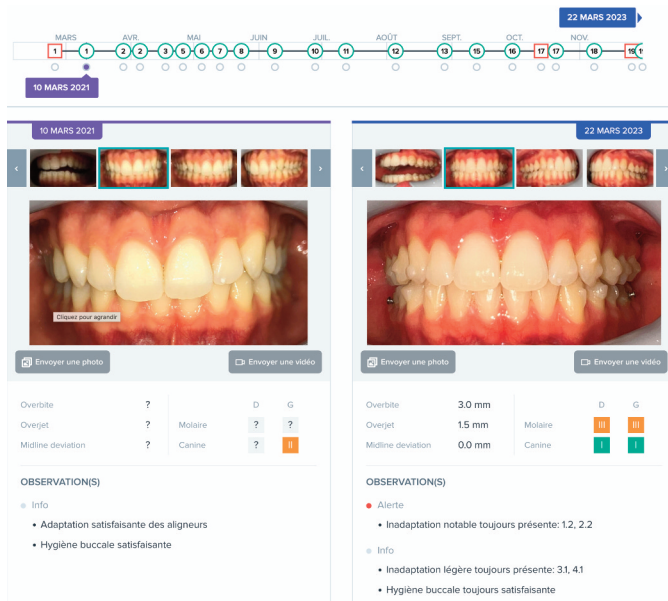 22 MARS 2023
MARS AVR. MAI JUIN JUIL. AOÛT SEPT. OCT. NOV.
1 1 2 2 3 5 6 7 8 9 10 11 12 13 15 16 17 17 18 19
10 MARS 2021
10 MARS 2021
Cliquez pour agrandir
Envoyer une photo Envoyer une vidéo
Overbite ? D G
Overjet ? Molaire ? ?
Midline deviation ? Canine ? II
OBSERVATION(S)
Info
• Adaptation satisfaisante des aligneurs
• Hygiène buccale satisfaisante
22 MARS 2023
Envoyer une photo Envoyer une vidéo
Overbite 3.0 mm D G
Overjet 1.5 mm Molaire III III
Midline deviation 0.0 mm Canine I I
OBSERVATION(S)
Alerte
• Inadaptation notable toujours présente: 1.2, 2.2
Info
• Inadaptation légère toujours présente: 3.1, 4.1
• Hygiène buccale toujours satisfaisante